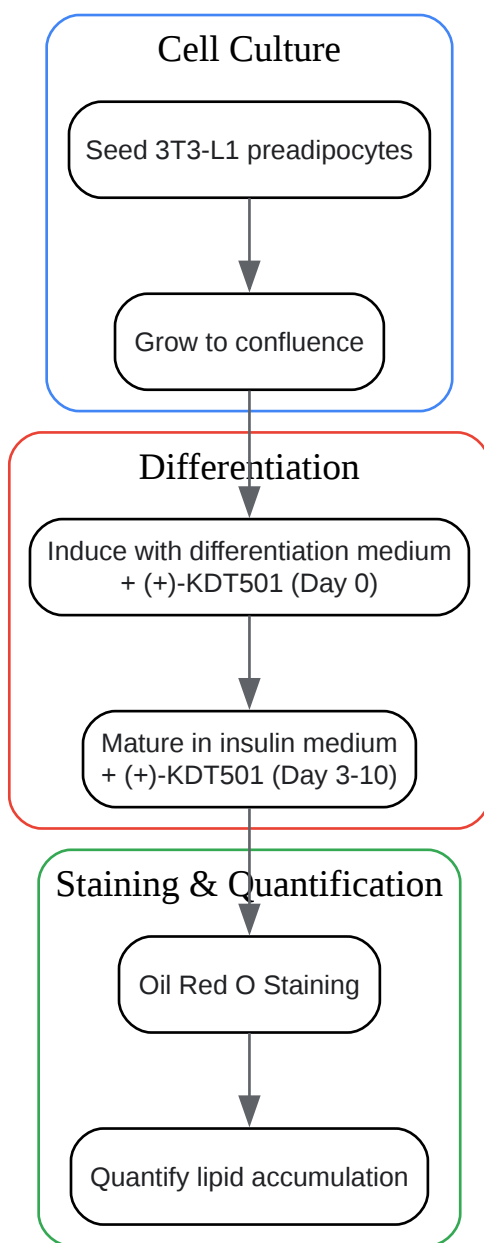 Cell Culture
Seed 3T3-L1 preadipocytes
Grow to confluence
Differentiation
Induce with differentiation medium
+ (+)-KDT501 (Day 0)
Mature in insulin medium
+ (+)-KDT501 (Day 3-10)
Staining & Quantification
Oil Red O Staining
Quantify lipid accumulation